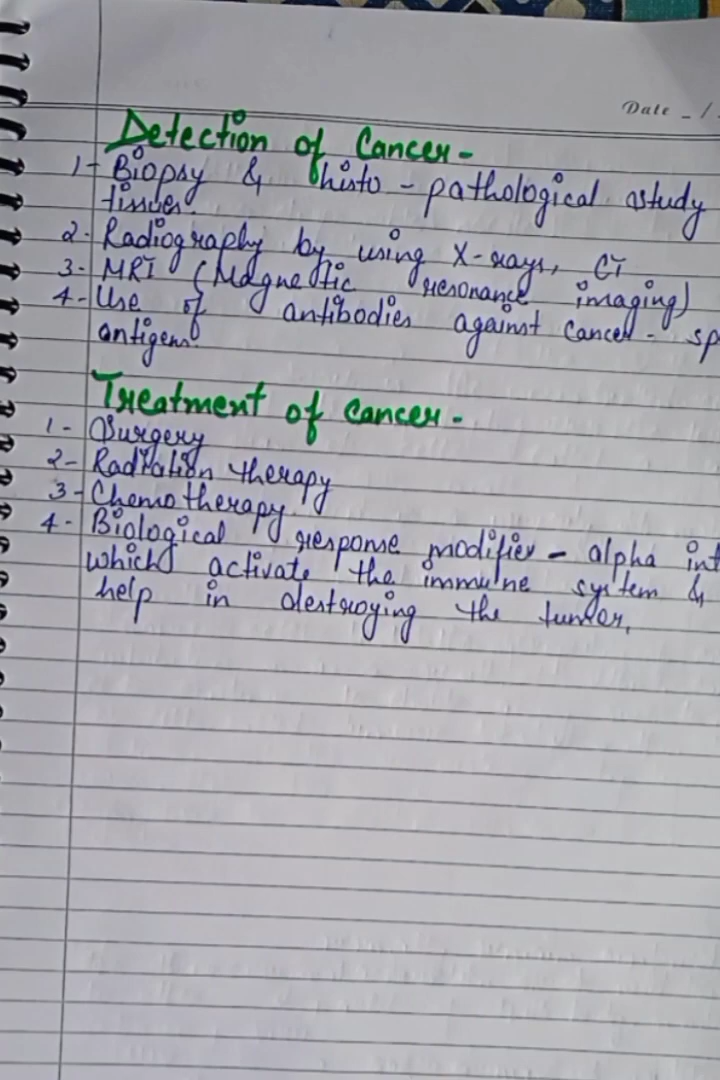 Date - /
Detection of Cancer -
1- Biopsy & histo - pathological study
tissues.
2- Radiography by using X-rays, CT
3- MRI (Magnetic resonance imaging)
4- Use of antibodies against Cancer - sp
antigens.
Treatment of Cancer -
1- Surgery
2- Radiation therapy
3- Chemotherapy.
4- Biological response modifier - alpha int
which activate the immune system &
help in destroying the tumor.